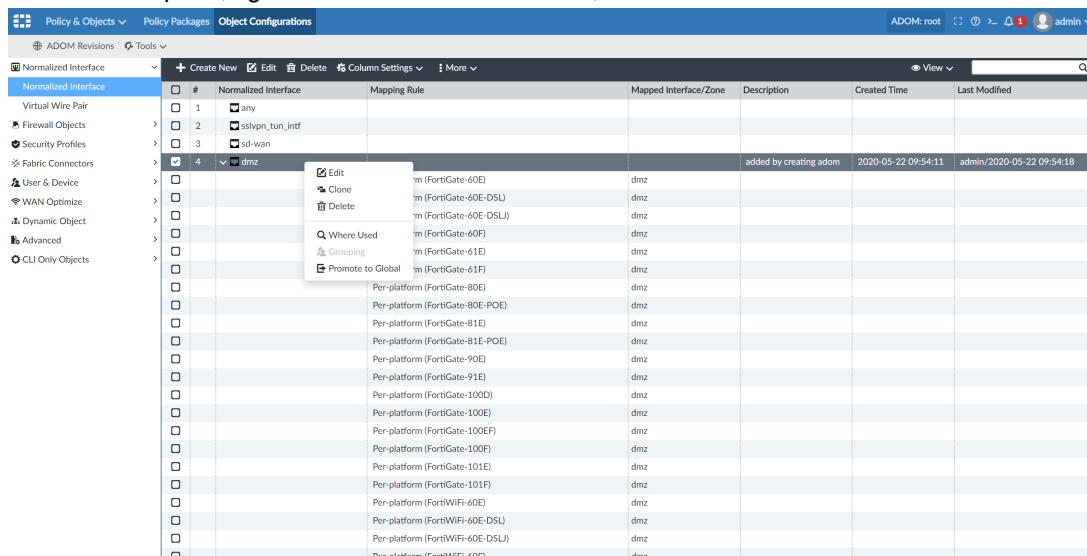 Policy & Objects Policy Packages Object Configurations ADOM: root 1 admin
ADOM Revisions Tools
Normalized Interface
Normalized Interface
Virtual Wire Pair
Firewall Objects
Security Profiles
Fabric Connectors
User & Device
WAN Optimize
Dynamic Object
Advanced
CLI Only Objects
+ Create New Edit Delete Column Settings More View
# Normalized Interface Mapping Rule Mapped Interface/Zone Description Created Time Last Modified
1 any
2 sslvpn_tun_intf
3 sd-wan
4 dmz added by creating adom 2020-05-22 09:54:11 admin/2020-05-22 09:54:18
Edit
Clone
Delete
Where Used
Grouping
Promote to Global
rm (FortiGate-60E) dmz
rm (FortiGate-60E-DSL) dmz
rm (FortiGate-60E-DSLJ) dmz
rm (FortiGate-60F) dmz
rm (FortiGate-61E) dmz
rm (FortiGate-61F) dmz
Per-platform (FortiGate-80E) dmz
Per-platform (FortiGate-80E-POE) dmz
Per-platform (FortiGate-81E) dmz
Per-platform (FortiGate-81E-POE) dmz
Per-platform (FortiGate-90E) dmz
Per-platform (FortiGate-91E) dmz
Per-platform (FortiGate-100D) dmz
Per-platform (FortiGate-100E) dmz
Per-platform (FortiGate-100EF) dmz
Per-platform (FortiGate-100F) dmz
Per-platform (FortiGate-101E) dmz
Per-platform (FortiGate-101F) dmz
Per-platform (FortiWiFi-60E) dmz
Per-platform (FortiWiFi-60E-DSL) dmz
Per-platform (FortiWiFi-60E-DSLJ) dmz